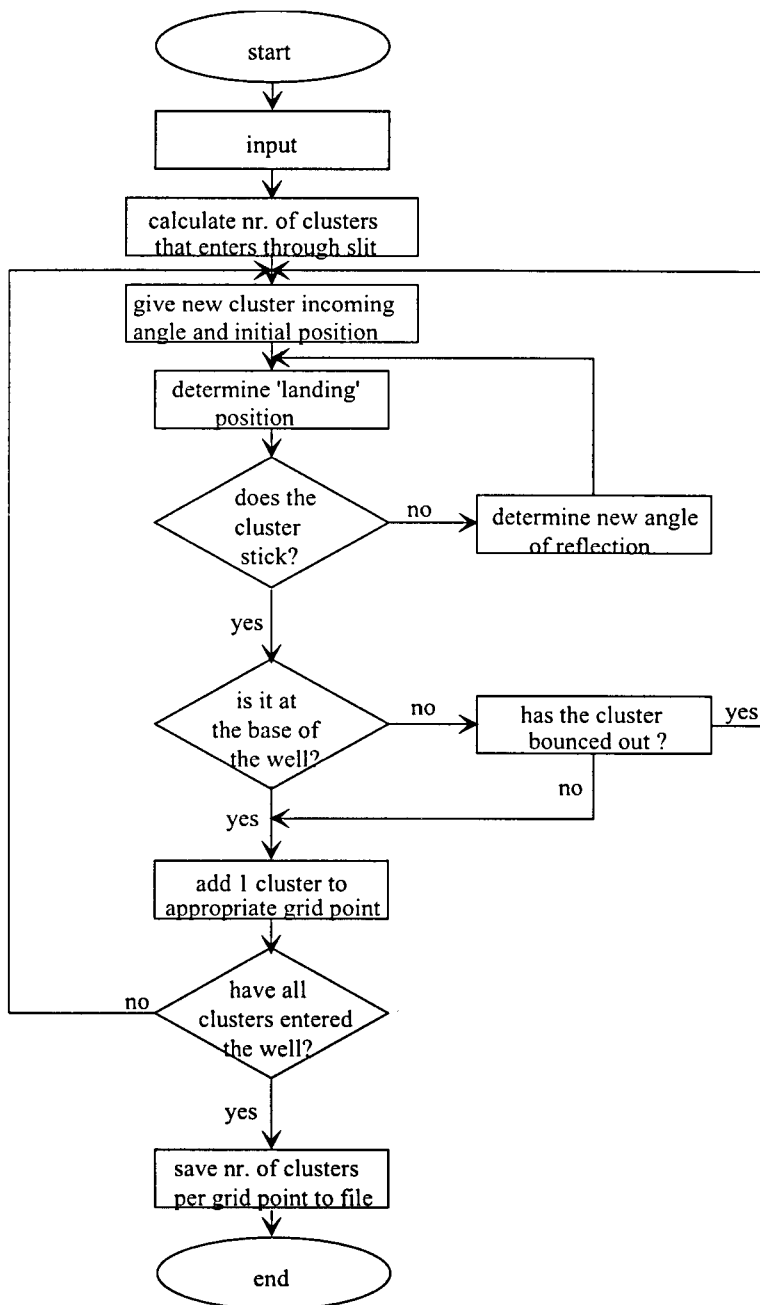 start
input
calculate nr. of clusters
that enters through slit
give new cluster incoming
angle and initial position
determine 'landing'
position
does the
cluster
stick?
no
determine new angle
of reflection
yes
is it at
the base of
the well?
no
has the cluster
bounced out ?
yes
no
yes
add 1 cluster to
appropriate grid point
no
have all
clusters entered
the well?
yes
save nr. of clusters
per grid point to file
end